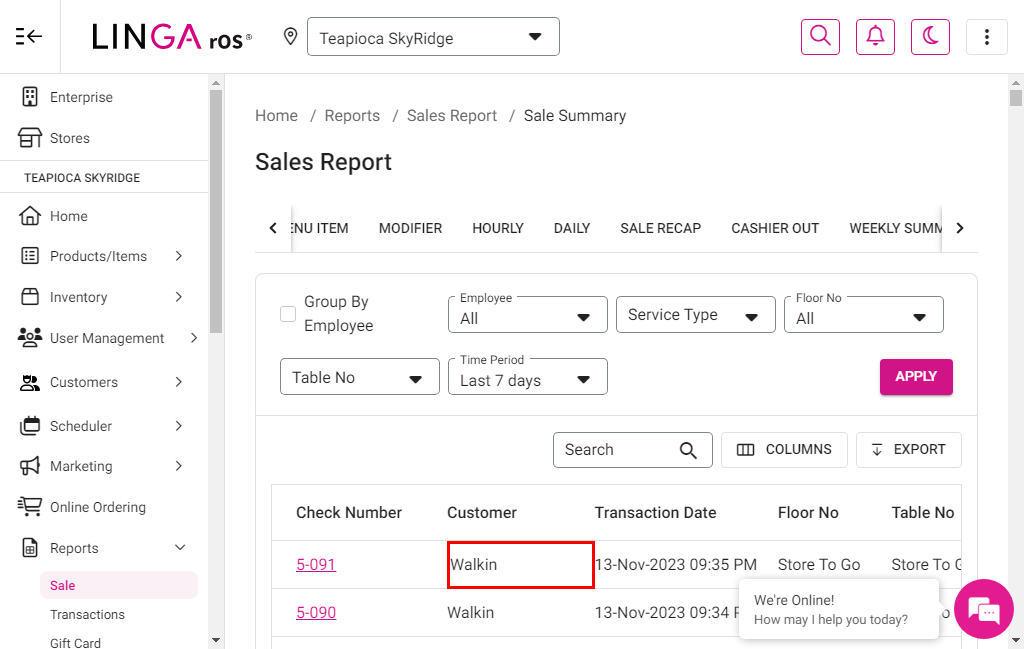 LINGA ros®
Teapioca SkyRidge
Enterprise
Stores
TEAPIOCA SKYRIDGE
Home
Products/Items
Inventory
User Management
Customers
Scheduler
Marketing
Online Ordering
Reports
Sale
Transactions
Gift Card
Home / Reports / Sales Report / Sale Summary
Sales Report
ENU ITEM MODIFIER HOURLY DAILY SALE RECAP CASHIER OUT WEEKLY SUMM
Group By
Employee
Employee
All
Service Type
Floor No
All
Table No
Time Period
Last 7 days
APPLY
Search
COLUMNS
EXPORT
Check Number Customer Transaction Date Floor No Table No
5-091 Walkin 13-Nov-2023 09:35 PM Store To Go Store To G
5-090 Walkin 13-Nov-2023 09:34 P
We're Online!
How may I help you today?